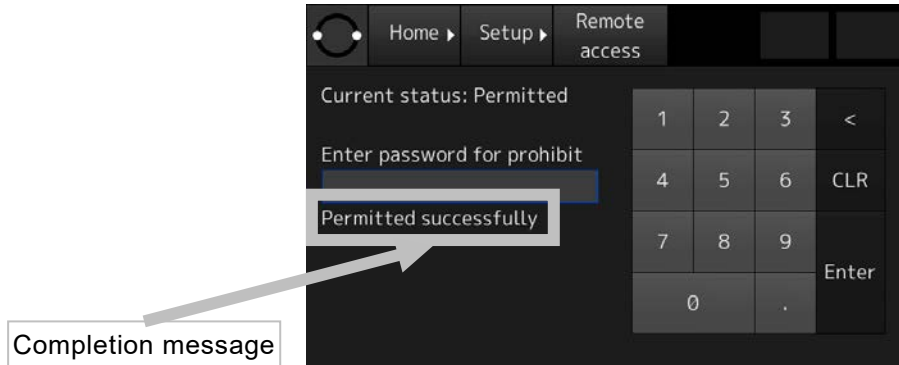 Home
Setup
Remote
access
Current status: Permitted
Enter password for prohibit
Permitted successfully
1 2 3 <
4 5 6 CLR
7 8 9
Enter
0 .
Completion message